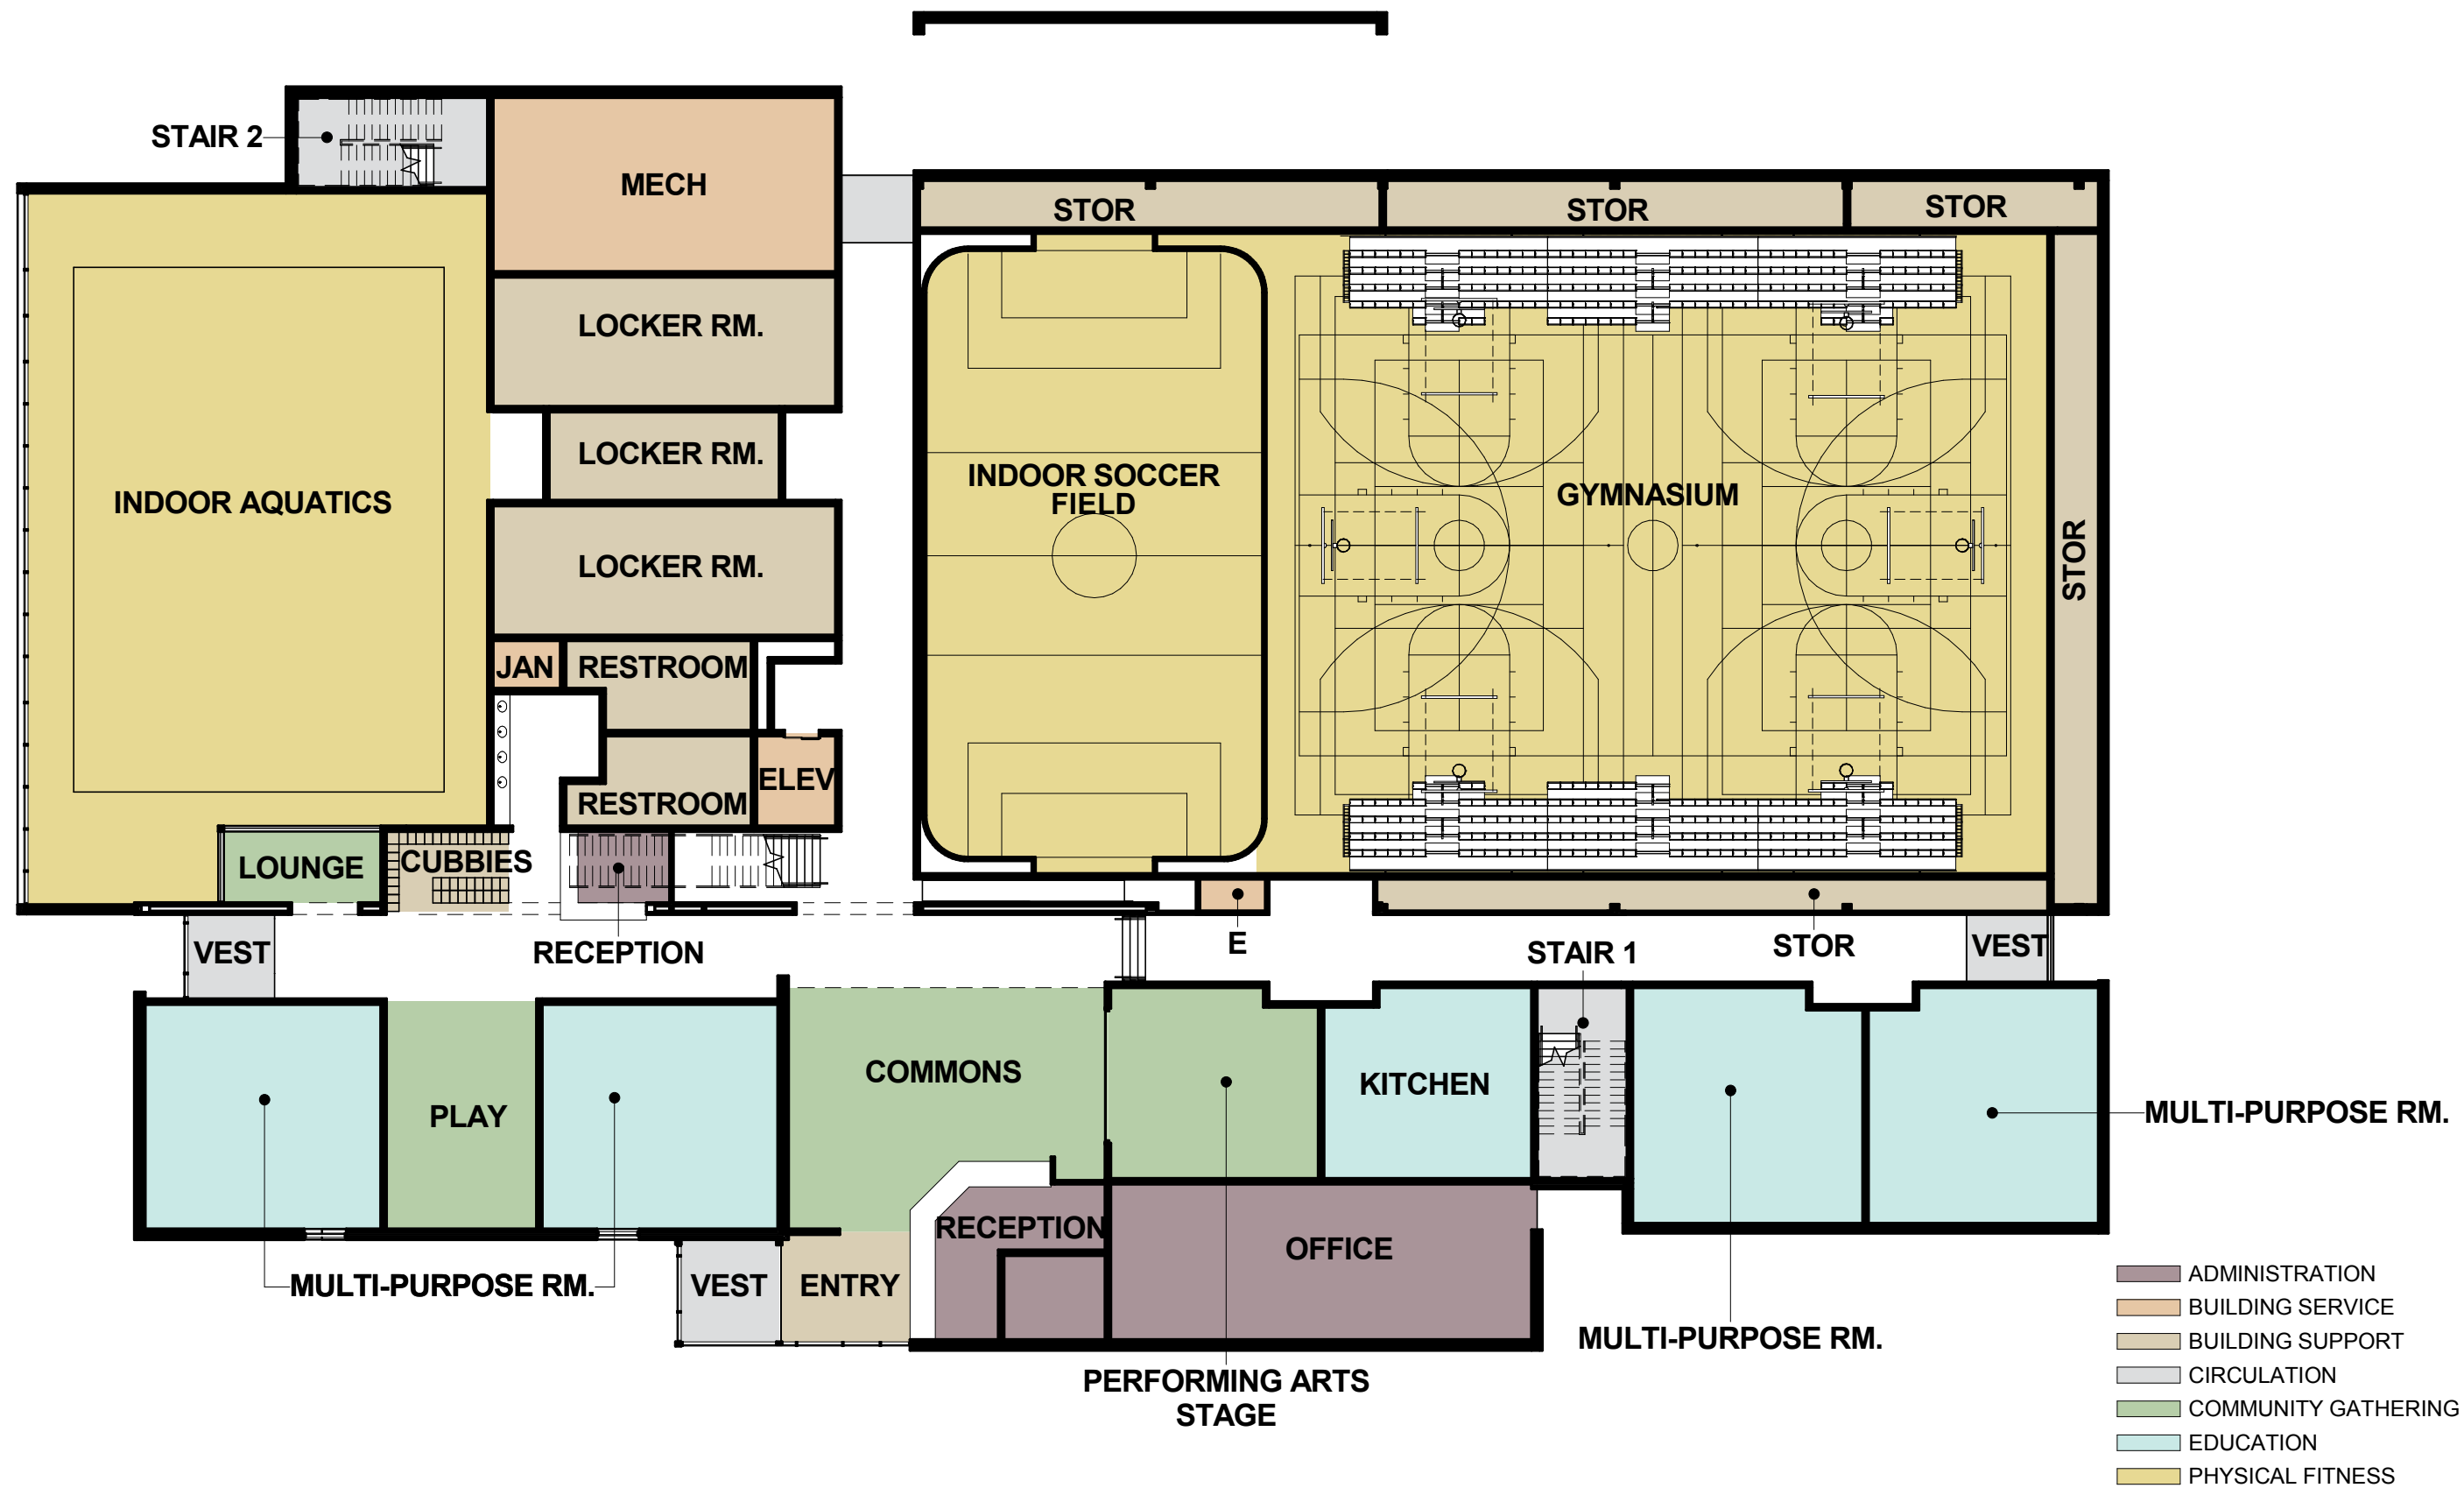 STAIR 2
MECH
STOR
STOR
STOR
LOCKER RM.
LOCKER RM.
INDOOR AQUATICS
INDOOR SOCCER
FIELD
GYMNASIUM
STOR
LOCKER RM.
JAN
RESTROOM
ELEV
RESTROOM
LOUNGE
CUBBIES
VEST
RECEPTION
E
STAIR 1
STOR
VEST
COMMONS
KITCHEN
PLAY
MULTI-PURPOSE RM.
RECEPTION
OFFICE
MULTI-PURPOSE RM.
VEST
ENTRY
MULTI-PURPOSE RM.
PERFORMING ARTS
STAGE
ADMINISTRATION
BUILDING SERVICE
BUILDING SUPPORT
CIRCULATION
COMMUNITY GATHERING
EDUCATION
PHYSICAL FITNESS